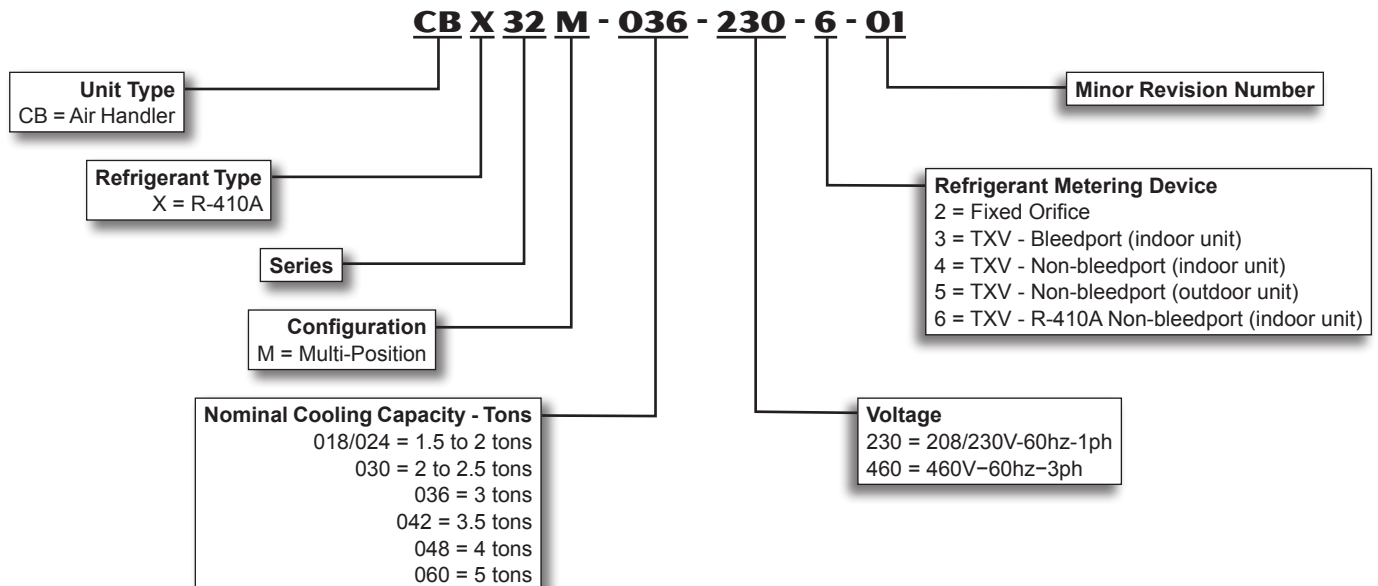 CB X 32 M - 036 - 230 - 6 - 01
Unit Type
CB = Air Handler
Refrigerant Type
X = R-410A
Series
Configuration
M = Multi-Position
Nominal Cooling Capacity - Tons
018/024 = 1.5 to 2 tons
030 = 2 to 2.5 tons
036 = 3 tons
042 = 3.5 tons
048 = 4 tons
060 = 5 tons
Minor Revision Number
Refrigerant Metering Device
2 = Fixed Orifice
3 = TXV - Bleedport (indoor unit)
4 = TXV - Non-bleedport (indoor unit)
5 = TXV - Non-bleedport (outdoor unit)
6 = TXV - R-410A Non-bleedport (indoor unit)
Voltage
230 = 208/230V-60hz-1ph
460 = 460V−60hz−3ph